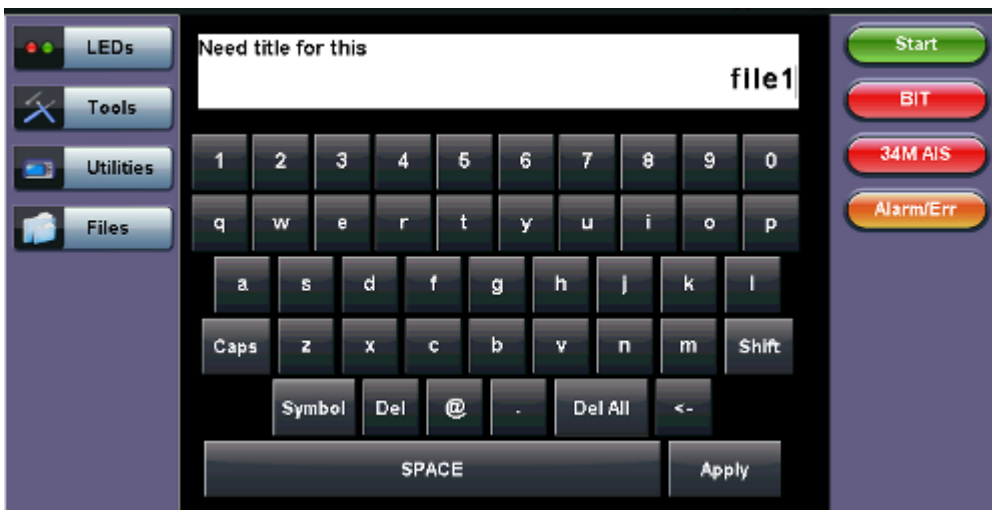 LEDs
Tools
Utilities
Files
Need title for this
file1
1 2 3 4 5 6 7 8 9 0
q w e r t y u i o p
a s d f g h j k l
Caps z x c b v n m Shift
Symbol Del @ . Del All <-
SPACE Apply
Start
BIT
34M AIS
Alarm/Err